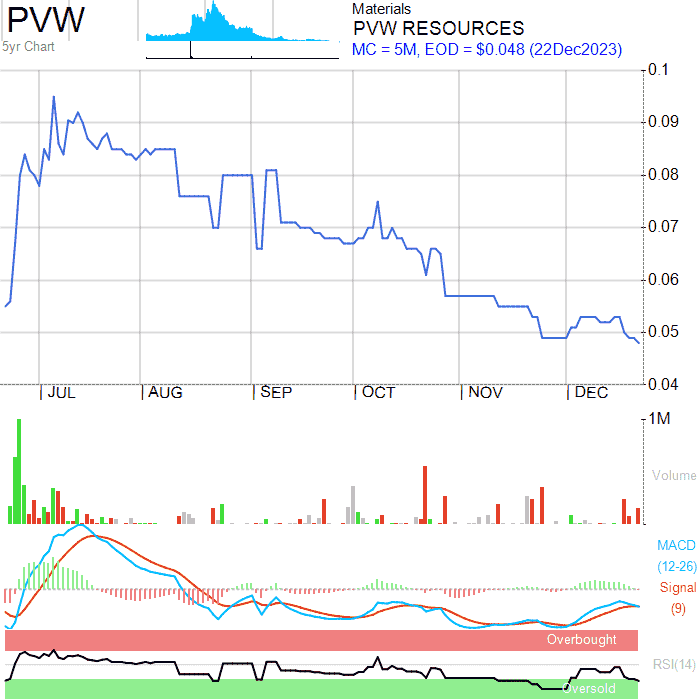 PVW
5yr Chart
Materials
PVW RESOURCES
MC = 5M, EOD = $0.048 (22Dec2023)
0.1
0.09
0.08
0.07
0.06
0.05
0.04
JUL AUG SEP OCT NOV DEC
1M
Volume
MACD
(12-26)
Signal
(9)
Overbought
RSI(14)
Oversold